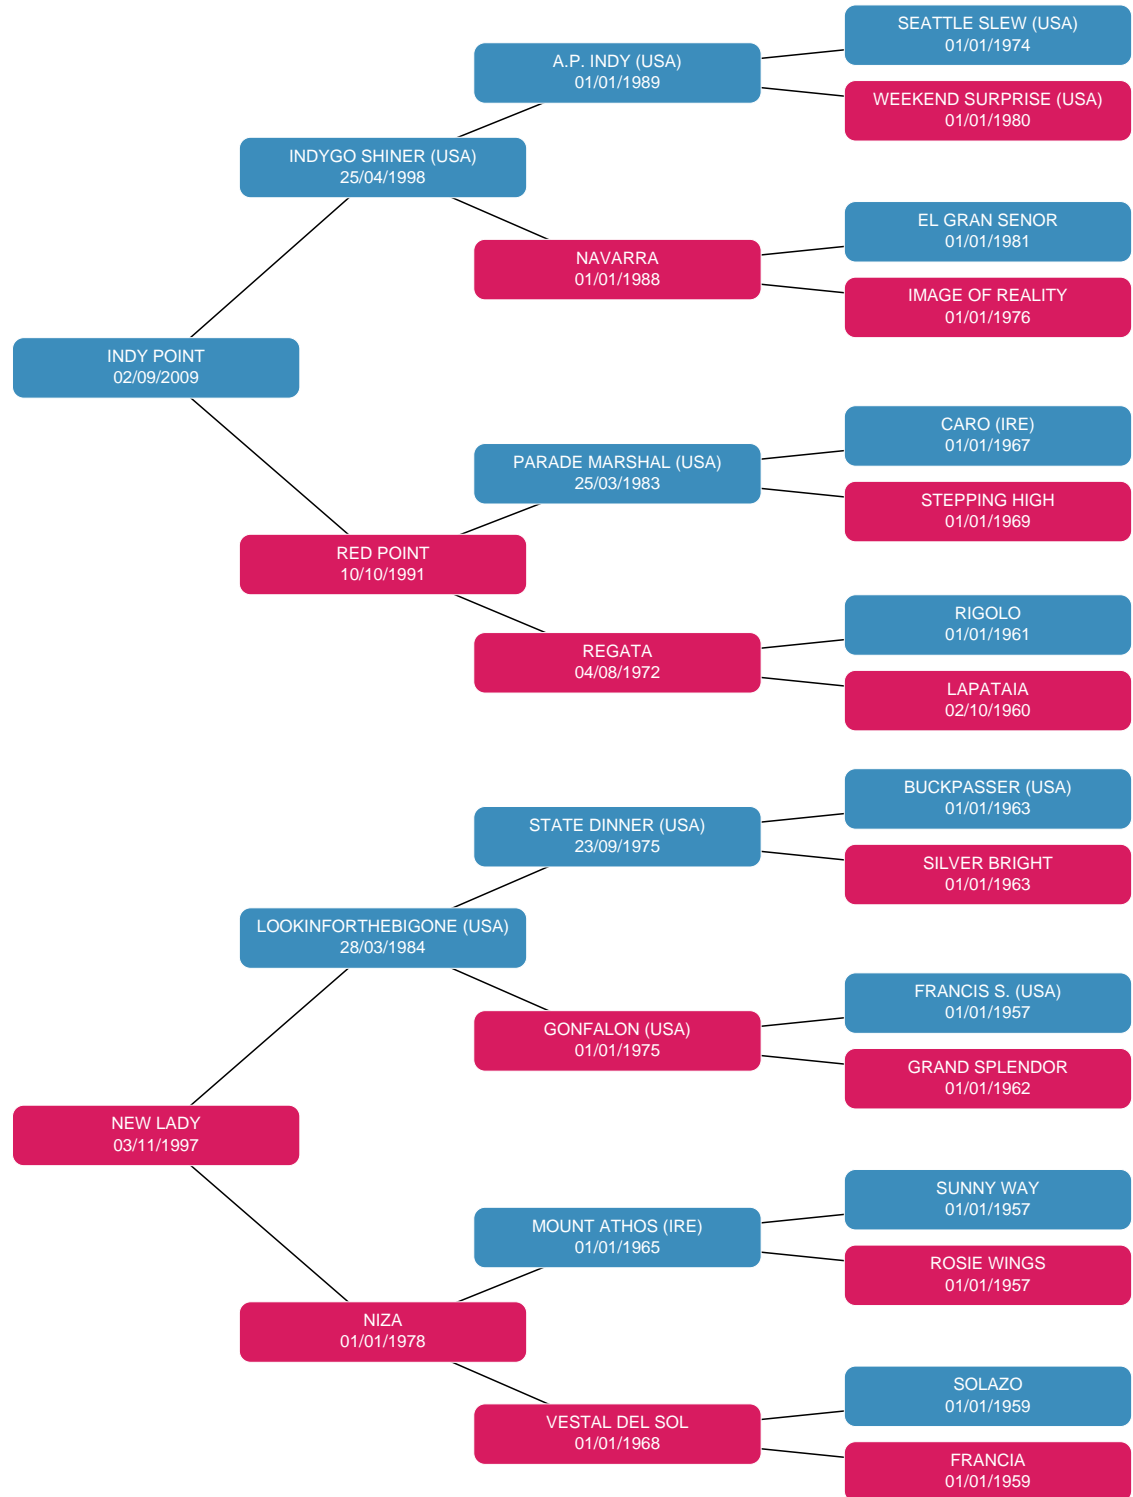 SEATTLE SLEW (USA)
01/01/1974
A.P. INDY (USA)
01/01/1989
WEEKEND SURPRISE (USA)
01/01/1980
INDYGO SHINER (USA)
25/04/1998
EL GRAN SENOR
01/01/1981
NAVARRA
01/01/1988
IMAGE OF REALITY
01/01/1976
INDY POINT
02/09/2009
CARO (IRE)
01/01/1967
PARADE MARSHAL (USA)
25/03/1983
STEPPING HIGH
01/01/1969
RED POINT
10/10/1991
RIGOLO
01/01/1961
REGATA
04/08/1972
LAPATAIA
02/10/1960
BUCKPASSER (USA)
01/01/1963
STATE DINNER (USA)
23/09/1975
SILVER BRIGHT
01/01/1963
LOOKINFORTHEBIGONE (USA)
28/03/1984
FRANCIS S. (USA)
01/01/1957
GONFALON (USA)
01/01/1975
GRAND SPLENDOR
01/01/1962
NEW LADY
03/11/1997
SUNNY WAY
01/01/1957
MOUNT ATHOS (IRE)
01/01/1965
ROSIE WINGS
01/01/1957
NIZA
01/01/1978
SOLAZO
01/01/1959
VESTAL DEL SOL
01/01/1968
FRANCIA
01/01/1959